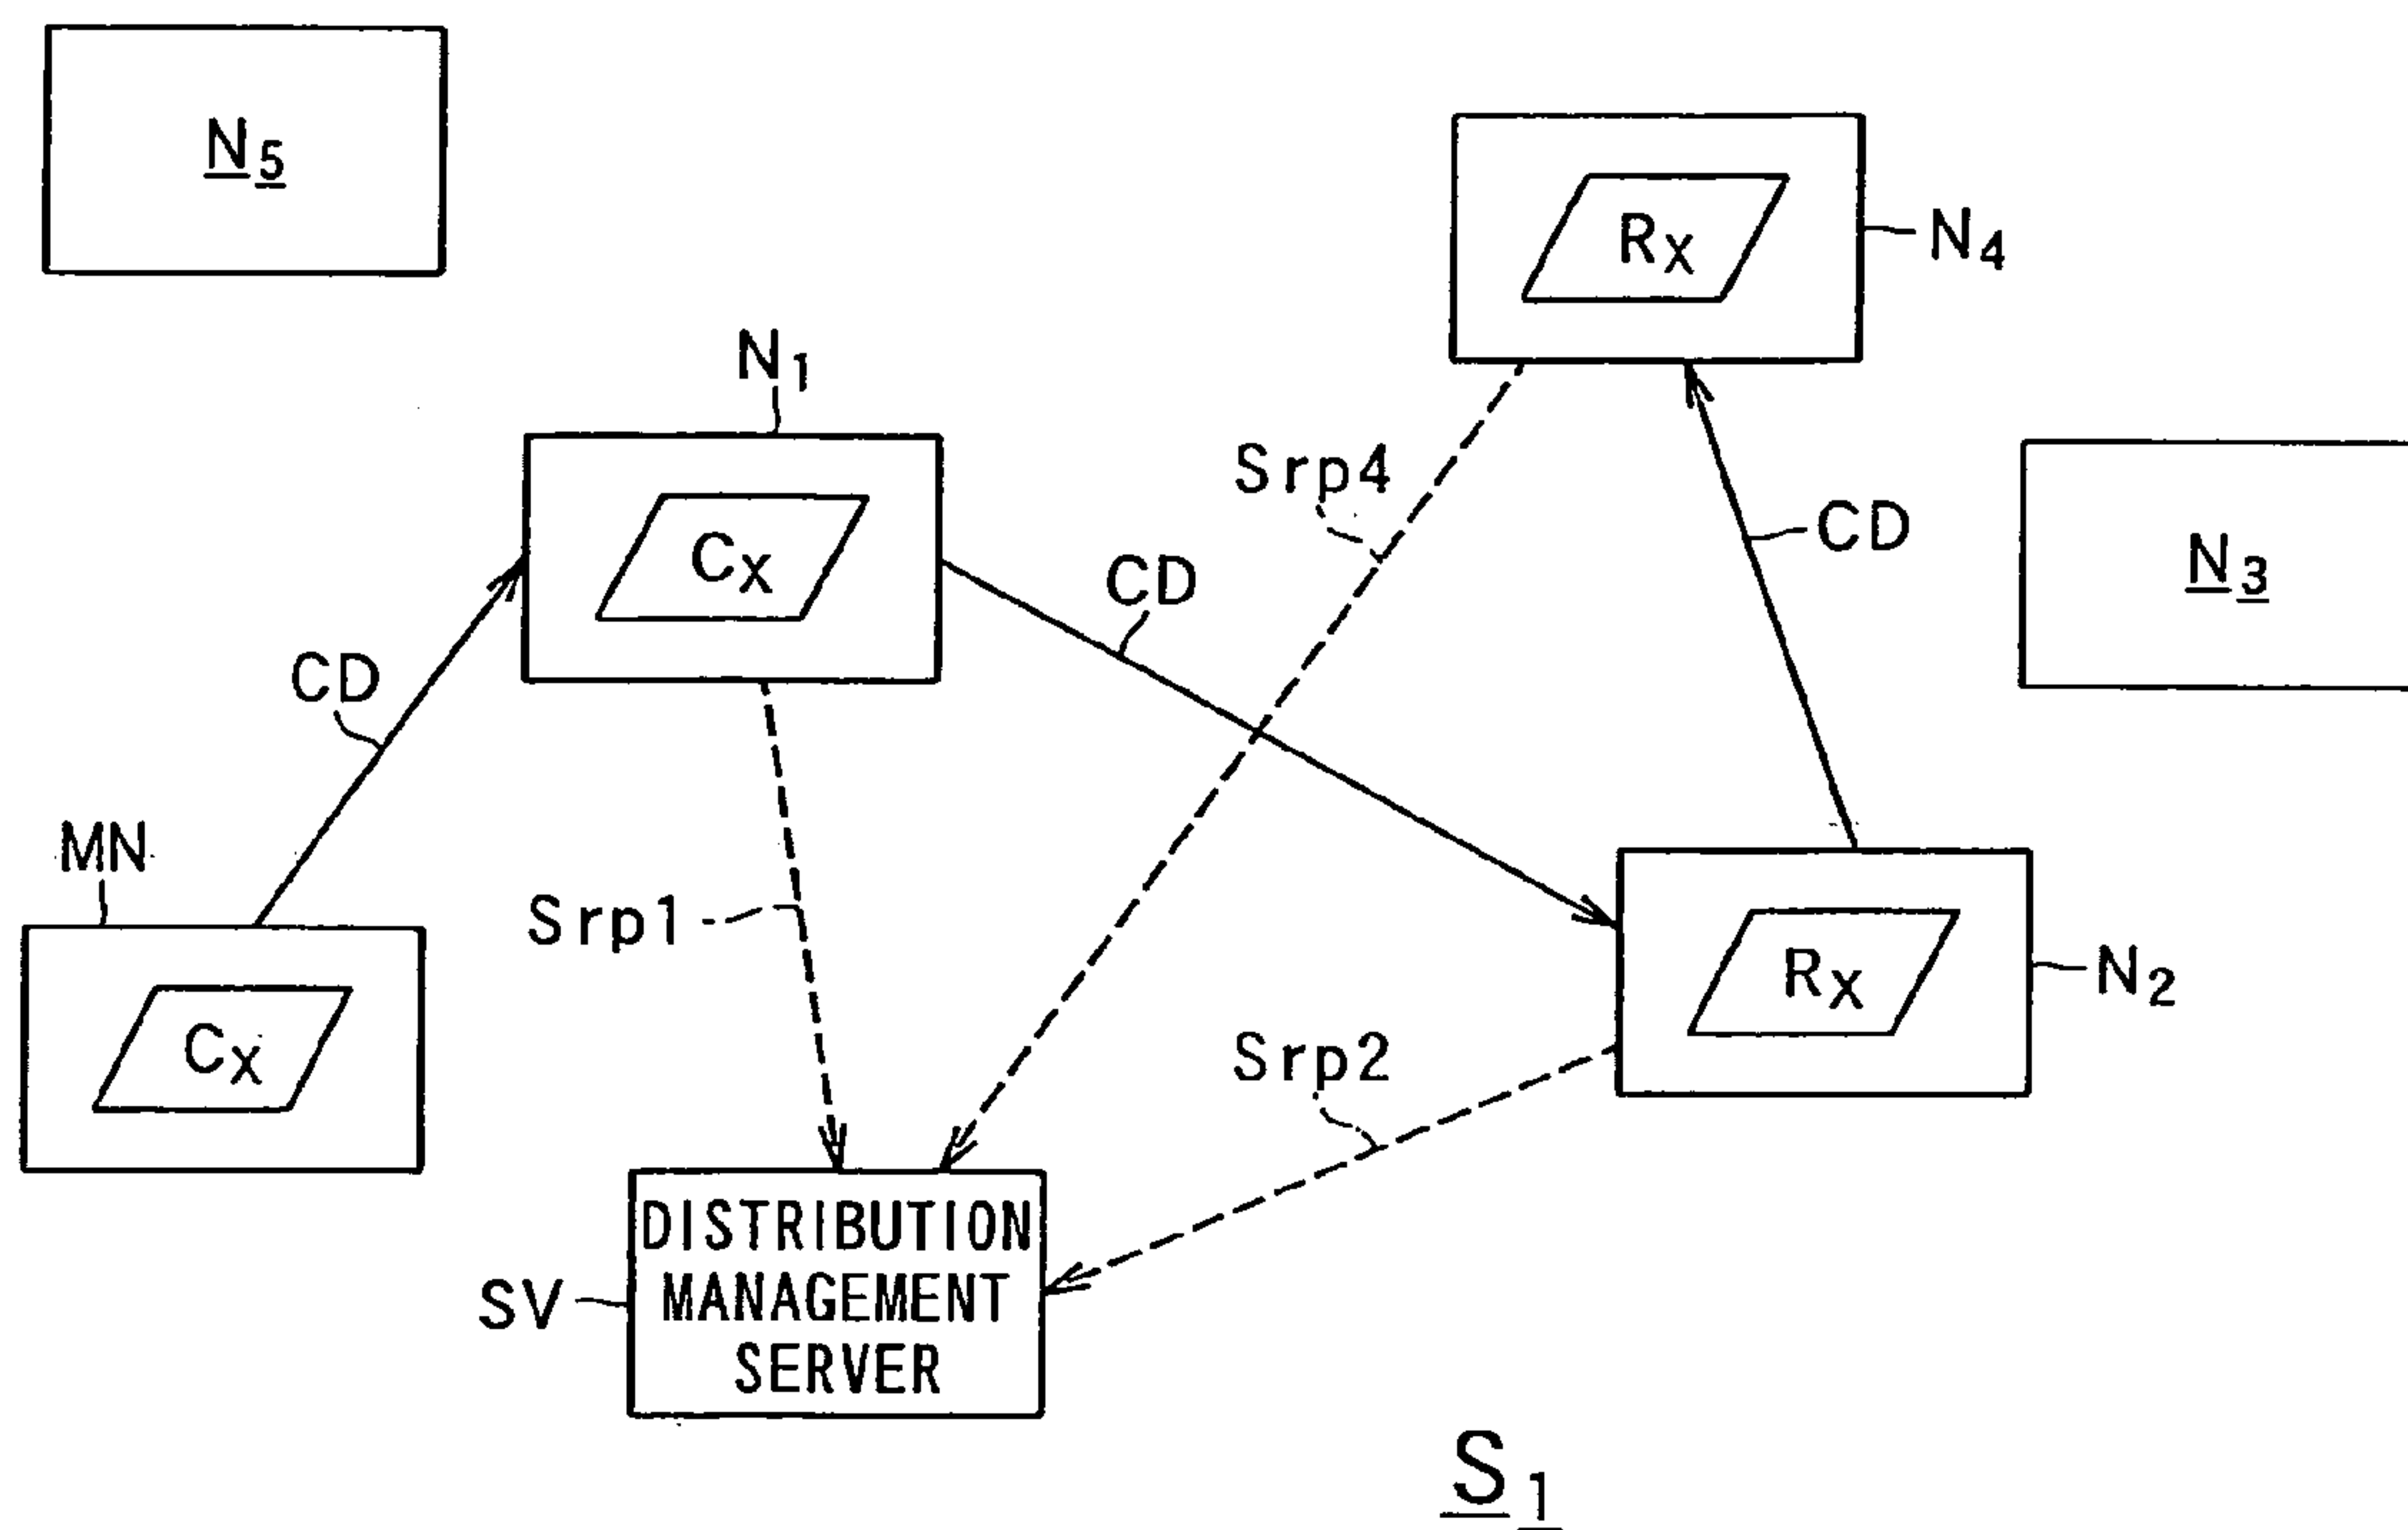 N5
RX
N4
N1
Srp4
CX
CD
CD
N3
CD
MN
Srp1
RX
N2
CX
Srp2
DISTRIBUTION
MANAGEMENT
SERVER
SV
S1